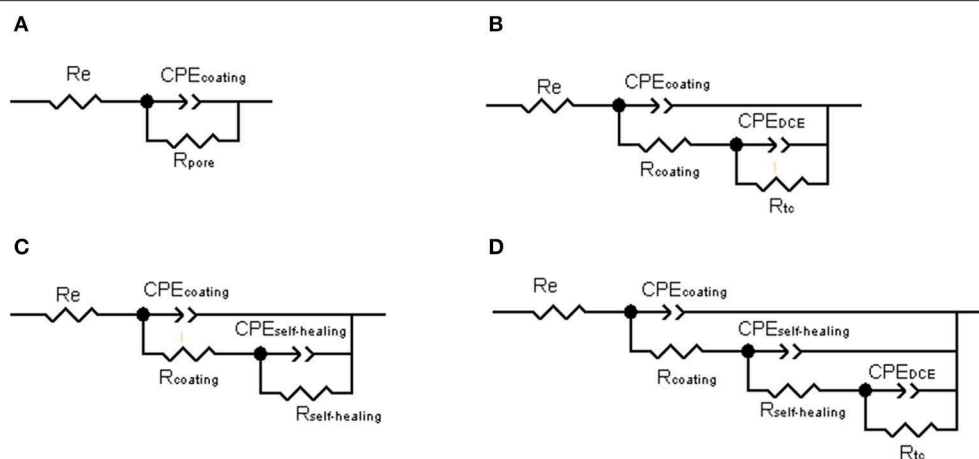 A
Re
CPEcoating
Rpore
B
Re
CPEcoating
CPEDCE
Rcoating
Rtc
C
Re
CPEcoating
CPEself-healing
Rcoating
Rself-healing
D
Re
CPEcoating
CPEself-healing
Rcoating
CPEDCE
Rself-healing
Rtc